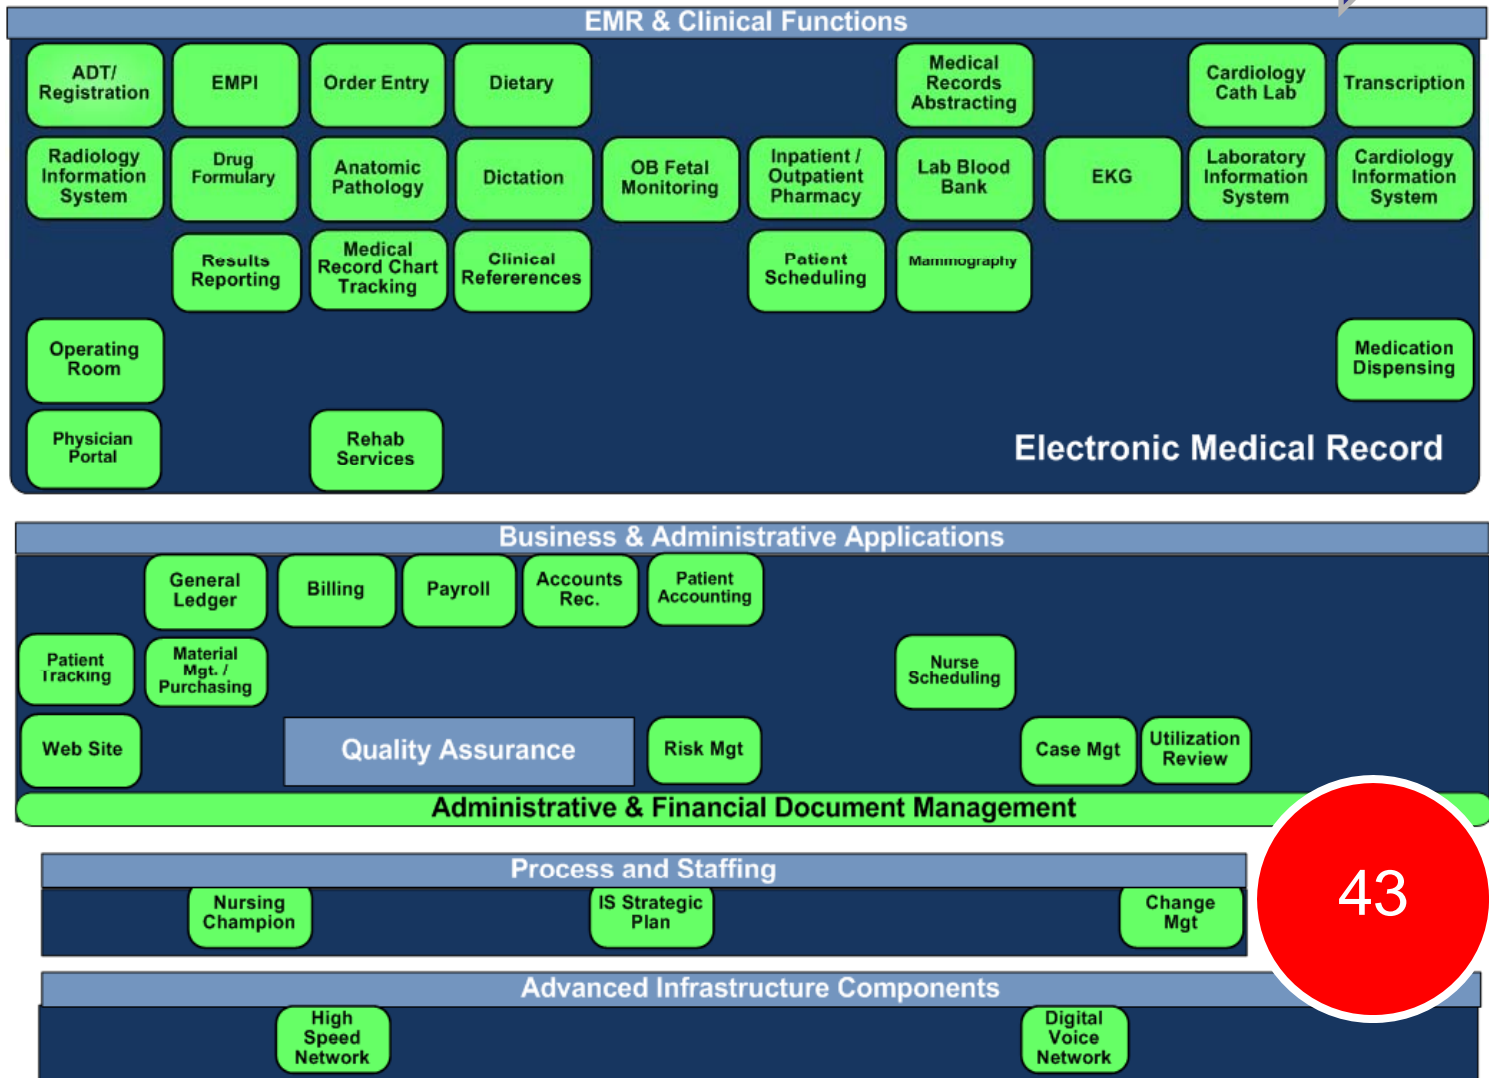 EMR & Clinical Functions
ADT/
Registration
EMPI
Order Entry
Dietary
Medical
Records
Abstracting
Cardiology
Cath Lab
Transcription
Radiology
Information
System
Drug
Formulary
Anatomic
Pathology
Dictation
OB Fetal
Monitoring
Inpatient /
Outpatient
Pharmacy
Lab Blood
Bank
EKG
Laboratory
Information
System
Cardiology
Information
System
Results
Reporting
Medical
Record Chart
Tracking
Clinical
Refererences
Patient
Scheduling
Mammography
Operating
Room
Medication
Dispensing
Physician
Portal
Rehab
Services
Electronic Medical Record
Business & Administrative Applications
General
Ledger
Billing
Payroll
Accounts
Rec.
Patient
Accounting
Patient
Tracking
Material
Mgt. /
Purchasing
Nurse
Scheduling
Web Site
Quality Assurance
Risk Mgt
Case Mgt
Utilization
Review
Administrative & Financial Document Management
Process and Staffing
Nursing
Champion
IS Strategic
Plan
Change
Mgt
43
Advanced Infrastructure Components
High
Speed
Network
Digital
Voice
Network